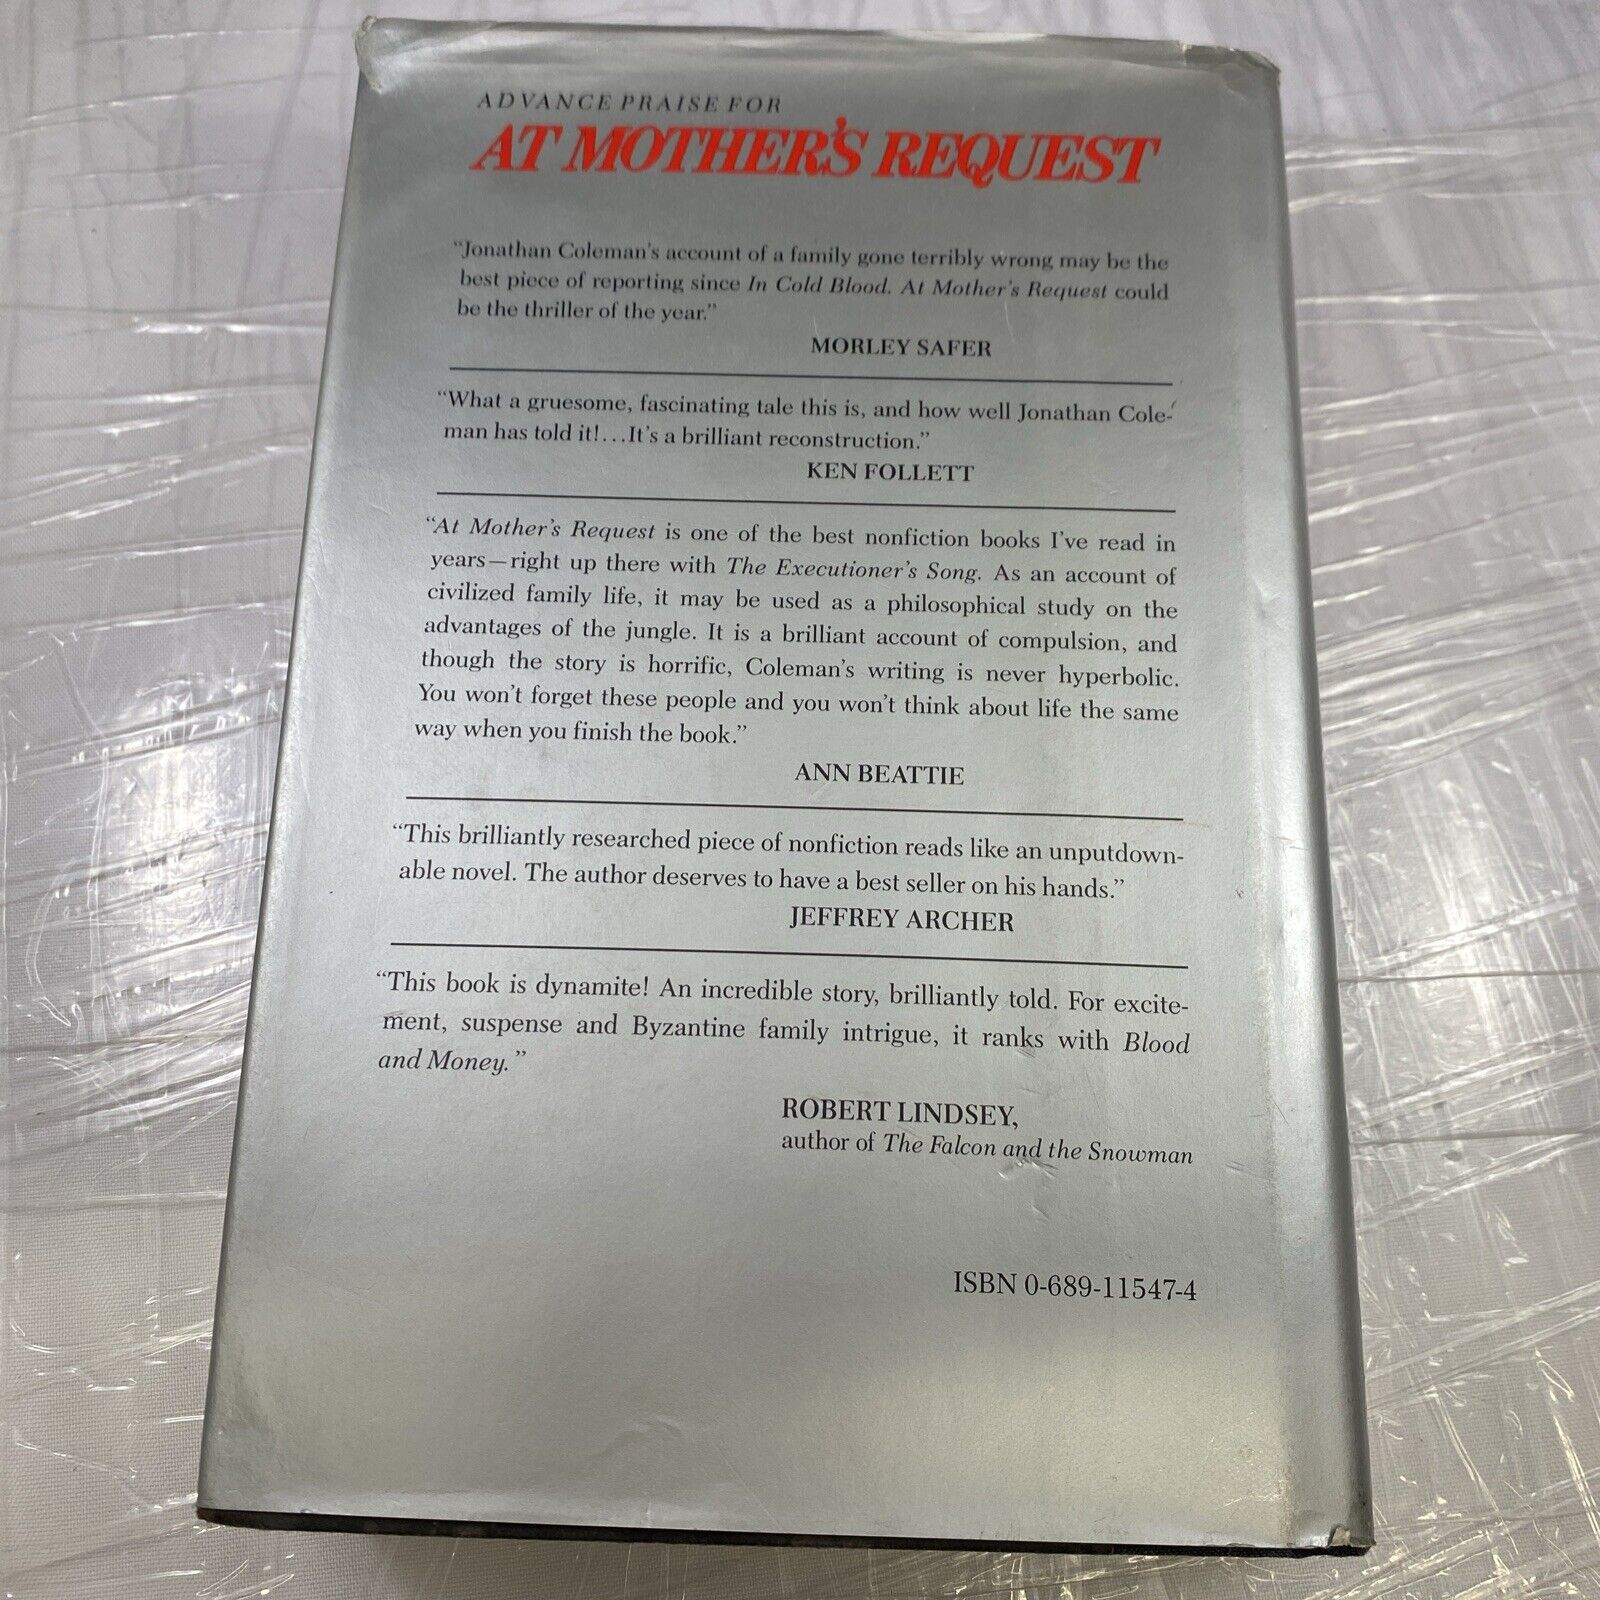 ADVANCE PRAISE FOR
AT MOTHER'S REQUEST
“Jonathan Coleman's account of a family gone terribly wrong may be the
best piece of reporting since In Cold Blood. At Mother's Request could
be the thriller of the year.”
MORLEY SAFER
“What a gruesome, fascinating tale this is, and how well Jonathan Cole-
man has told it!...It's a brilliant reconstruction.”
KEN FOLLETT
“At Mother's Request is one of the best nonfiction books I've read in
years—right up there with The Executioner's Song. As an account of
civilized family life, it may be used as a philosophical study on the
advantages of the jungle. It is a brilliant account of compulsion, and
though the story is horrific, Coleman's writing is never hyperbolic.
You won't forget these people and you won't think about life the same
way when you finish the book.”
ANN BEATTIE
“This brilliantly researched piece of nonfiction reads like an unputdown-
able novel. The author deserves to have a best seller on his hands.”
JEFFREY ARCHER
“This book is dynamite! An incredible story, brilliantly told. For excite-
ment, suspense and Byzantine family intrigue, it ranks with Blood
and Money.”
ROBERT LINDSEY,
author of The Falcon and the Snowman
ISBN 0-689-11547-4